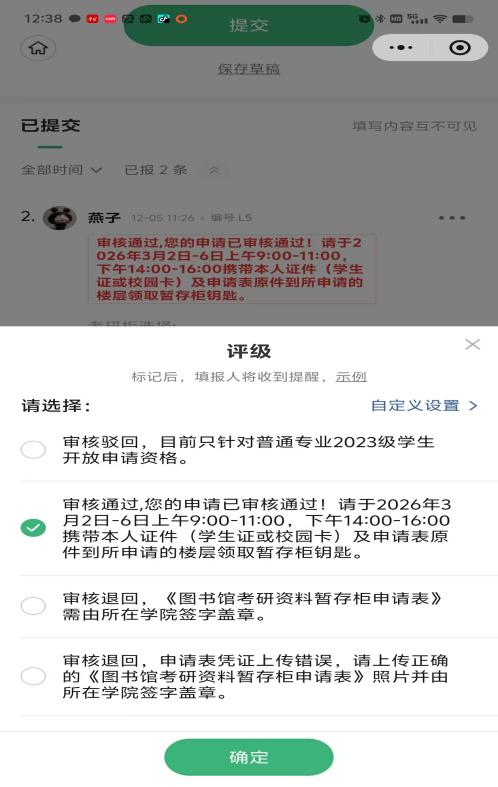 12:38
HD 5G
提交
保存草稿
已提交
填写内容互不可见
全部时间
已报 2 条
2. 燕子 12-05 11:26 · 编号 L5
审核通过,您的申请已审核通过！请于2
026年3月2日-6日上午9:00-11:00，
下午14:00-16:00携带本人证件（学生
证或校园卡）及申请表原件到所申请的
楼层领取暂存柜钥匙。
考研柜选择:
评级
标记后，填报人将收到提醒，示例
请选择：
自定义设置 >
审核驳回，目前只针对普通专业2023级学生
开放申请资格。
审核通过,您的申请已审核通过！请于2026年3
月2日-6日上午9:00-11:00，下午14:00-16:00
携带本人证件（学生证或校园卡）及申请表原
件到所申请的楼层领取暂存柜钥匙。
审核退回，《图书馆考研资料暂存柜申请表》
需由所在学院签字盖章。
审核退回，申请表凭证上传错误，请上传正确
的《图书馆考研资料暂存柜申请表》照片并由
所在学院签字盖章。
确定